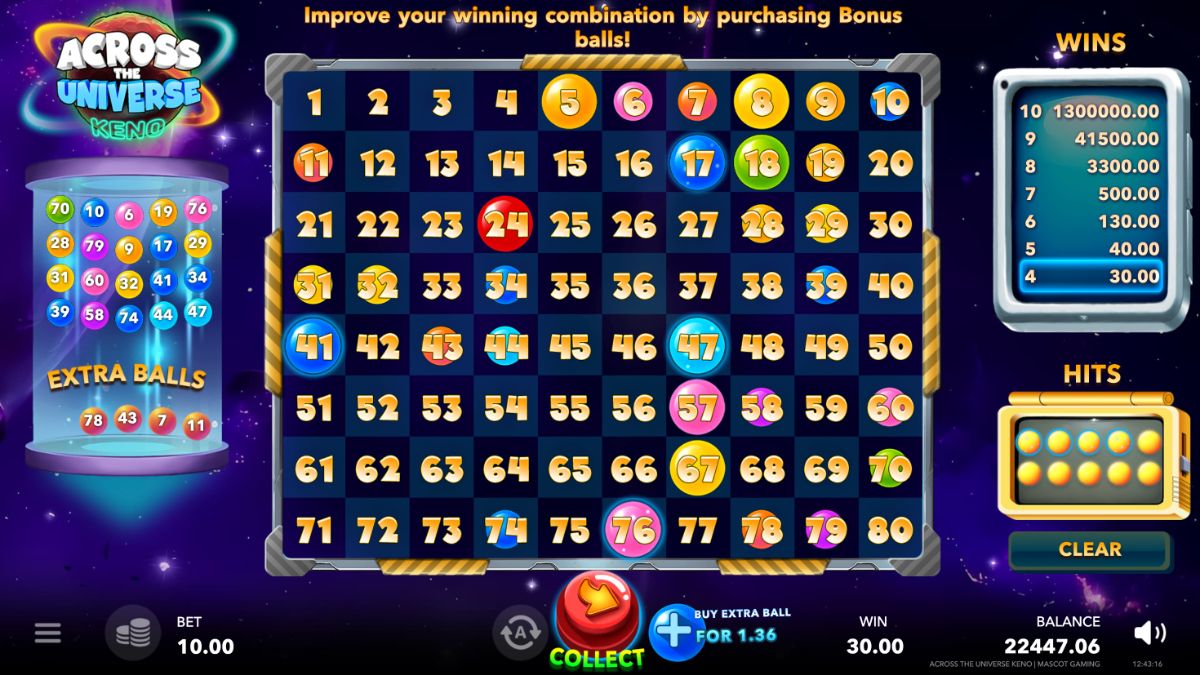 Improve your winning combination by purchasing Bonus
balls!
ACROSS
THE
UNIVERSE
KENO
WINS
10 1300000.00
9 41500.00
8 3300.00
7 500.00
6 130.00
5 40.00
4 30.00
70 10 6 19 76
28 79 9 17 29
31 60 32 41 34
39 58 74 44 47
EXTRA BALLS
78 43 7 11
1 2 3 4 5 6 7 8 9 10
11 12 13 14 15 16 17 18 19 20
21 22 23 24 25 26 27 28 29 30
31 32 33 34 35 36 37 38 39 40
41 42 43 44 45 46 47 48 49 50
51 52 53 54 55 56 57 58 59 60
61 62 63 64 65 66 67 68 69 70
71 72 73 74 75 76 77 78 79 80
HITS
CLEAR
BET
10.00
A
COLLECT
BUY EXTRA BALL
FOR 1.36
WIN
30.00
BALANCE
22447.06
ACROSS THE UNIVERSE KENO | MASCOT GAMING 12:43:16